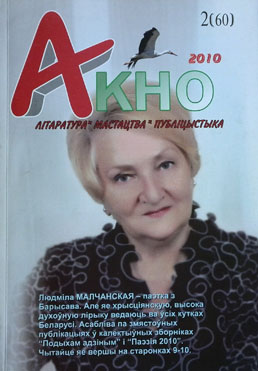 2(60)
АКНО
2010
ЛІТАРАТУРА * МАСТАЦТВА * ПУБЛІЦЫСТЫКА
Людміла МАЛЧАНСКАЯ – паэтка з
Барысава. Але яе хрысціянскую, высока
духоўную лірыку ведаюць ва ўсіх кутках
Беларусі. Асабліва па змястоўных
публікацыях ў калектыўных зборніках
"Подыхам адзіным" і "Паэзія 2010".
Чытайце яе вершы на старонках 9-10.